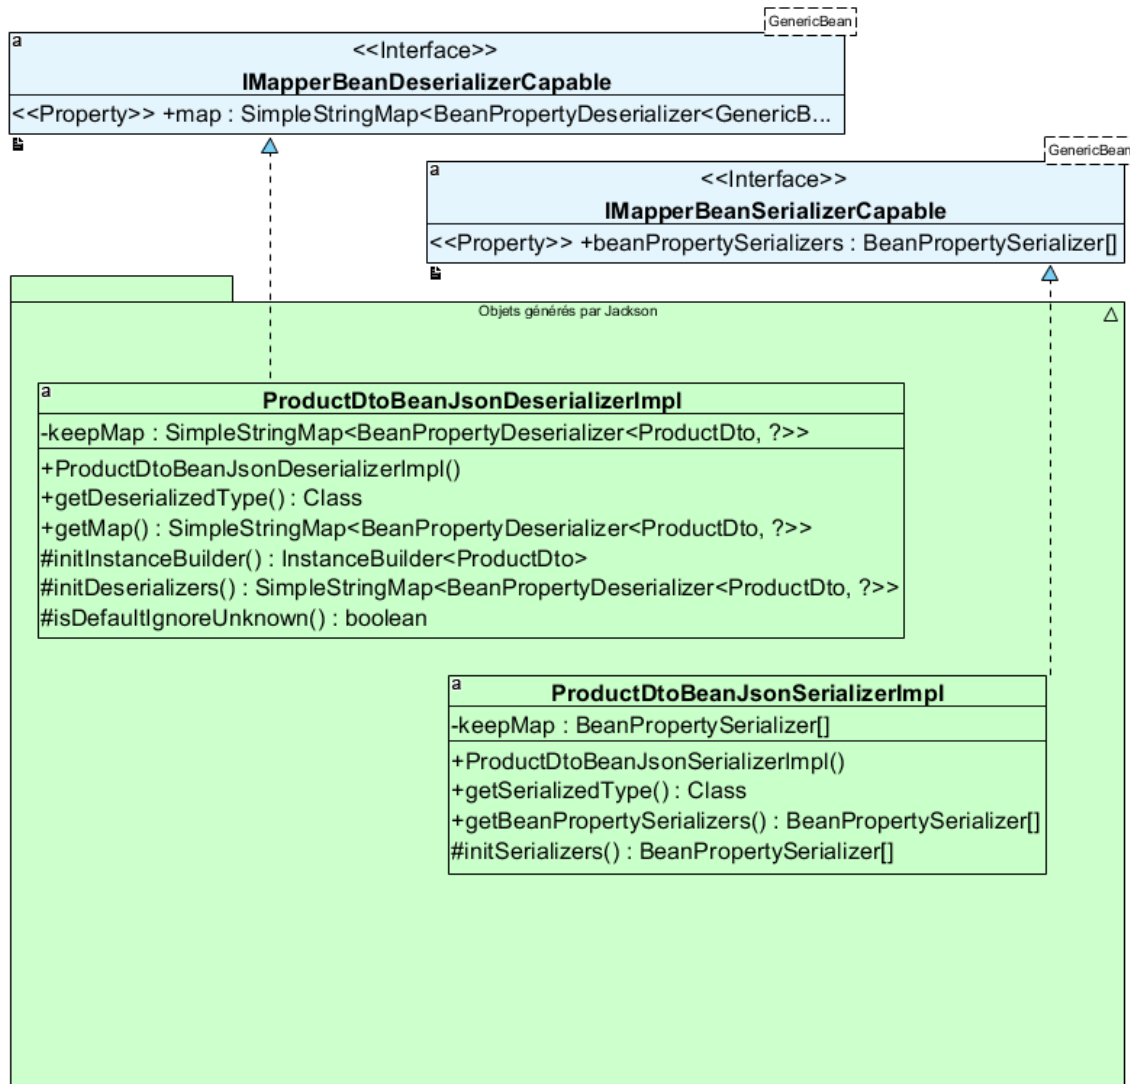 GenericBean
a
<<Interface>>
IMapperBeanDeserializerCapable
<<Property>> +map : SimpleStringMap<BeanPropertyDeserializer<GenericB...
GenericBean
a
<<Interface>>
IMapperBeanSerializerCapable
<<Property>> +beanPropertySerializers : BeanPropertySerializer[]
Objets générés par Jackson
a
ProductDtoBeanJsonDeserializerImpl
-keepMap : SimpleStringMap<BeanPropertyDeserializer<ProductDto, ?>>
+ProductDtoBeanJsonDeserializerImpl()
+getDeserializedType() : Class
+getMap() : SimpleStringMap<BeanPropertyDeserializer<ProductDto, ?>>
#initInstanceBuilder() : InstanceBuilder<ProductDto>
#initDeserializers() : SimpleStringMap<BeanPropertyDeserializer<ProductDto, ?>>
#isDefaultIgnoreUnknown() : boolean
a
ProductDtoBeanJsonSerializerImpl
-keepMap : BeanPropertySerializer[]
+ProductDtoBeanJsonSerializerImpl()
+getSerializedType() : Class
+getBeanPropertySerializers() : BeanPropertySerializer[]
#initSerializers() : BeanPropertySerializer[]